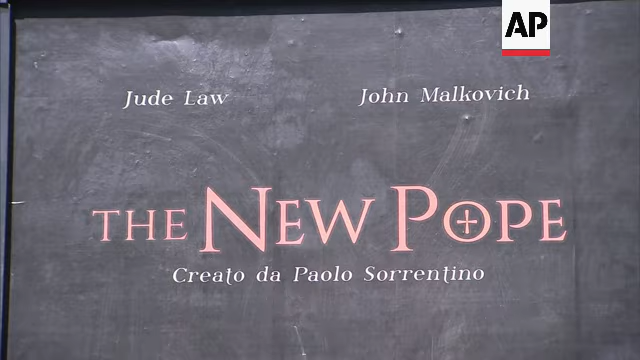 AP
Jude Law John Malkovich
THE NEW POPE
Creato da Paolo Sorrentino